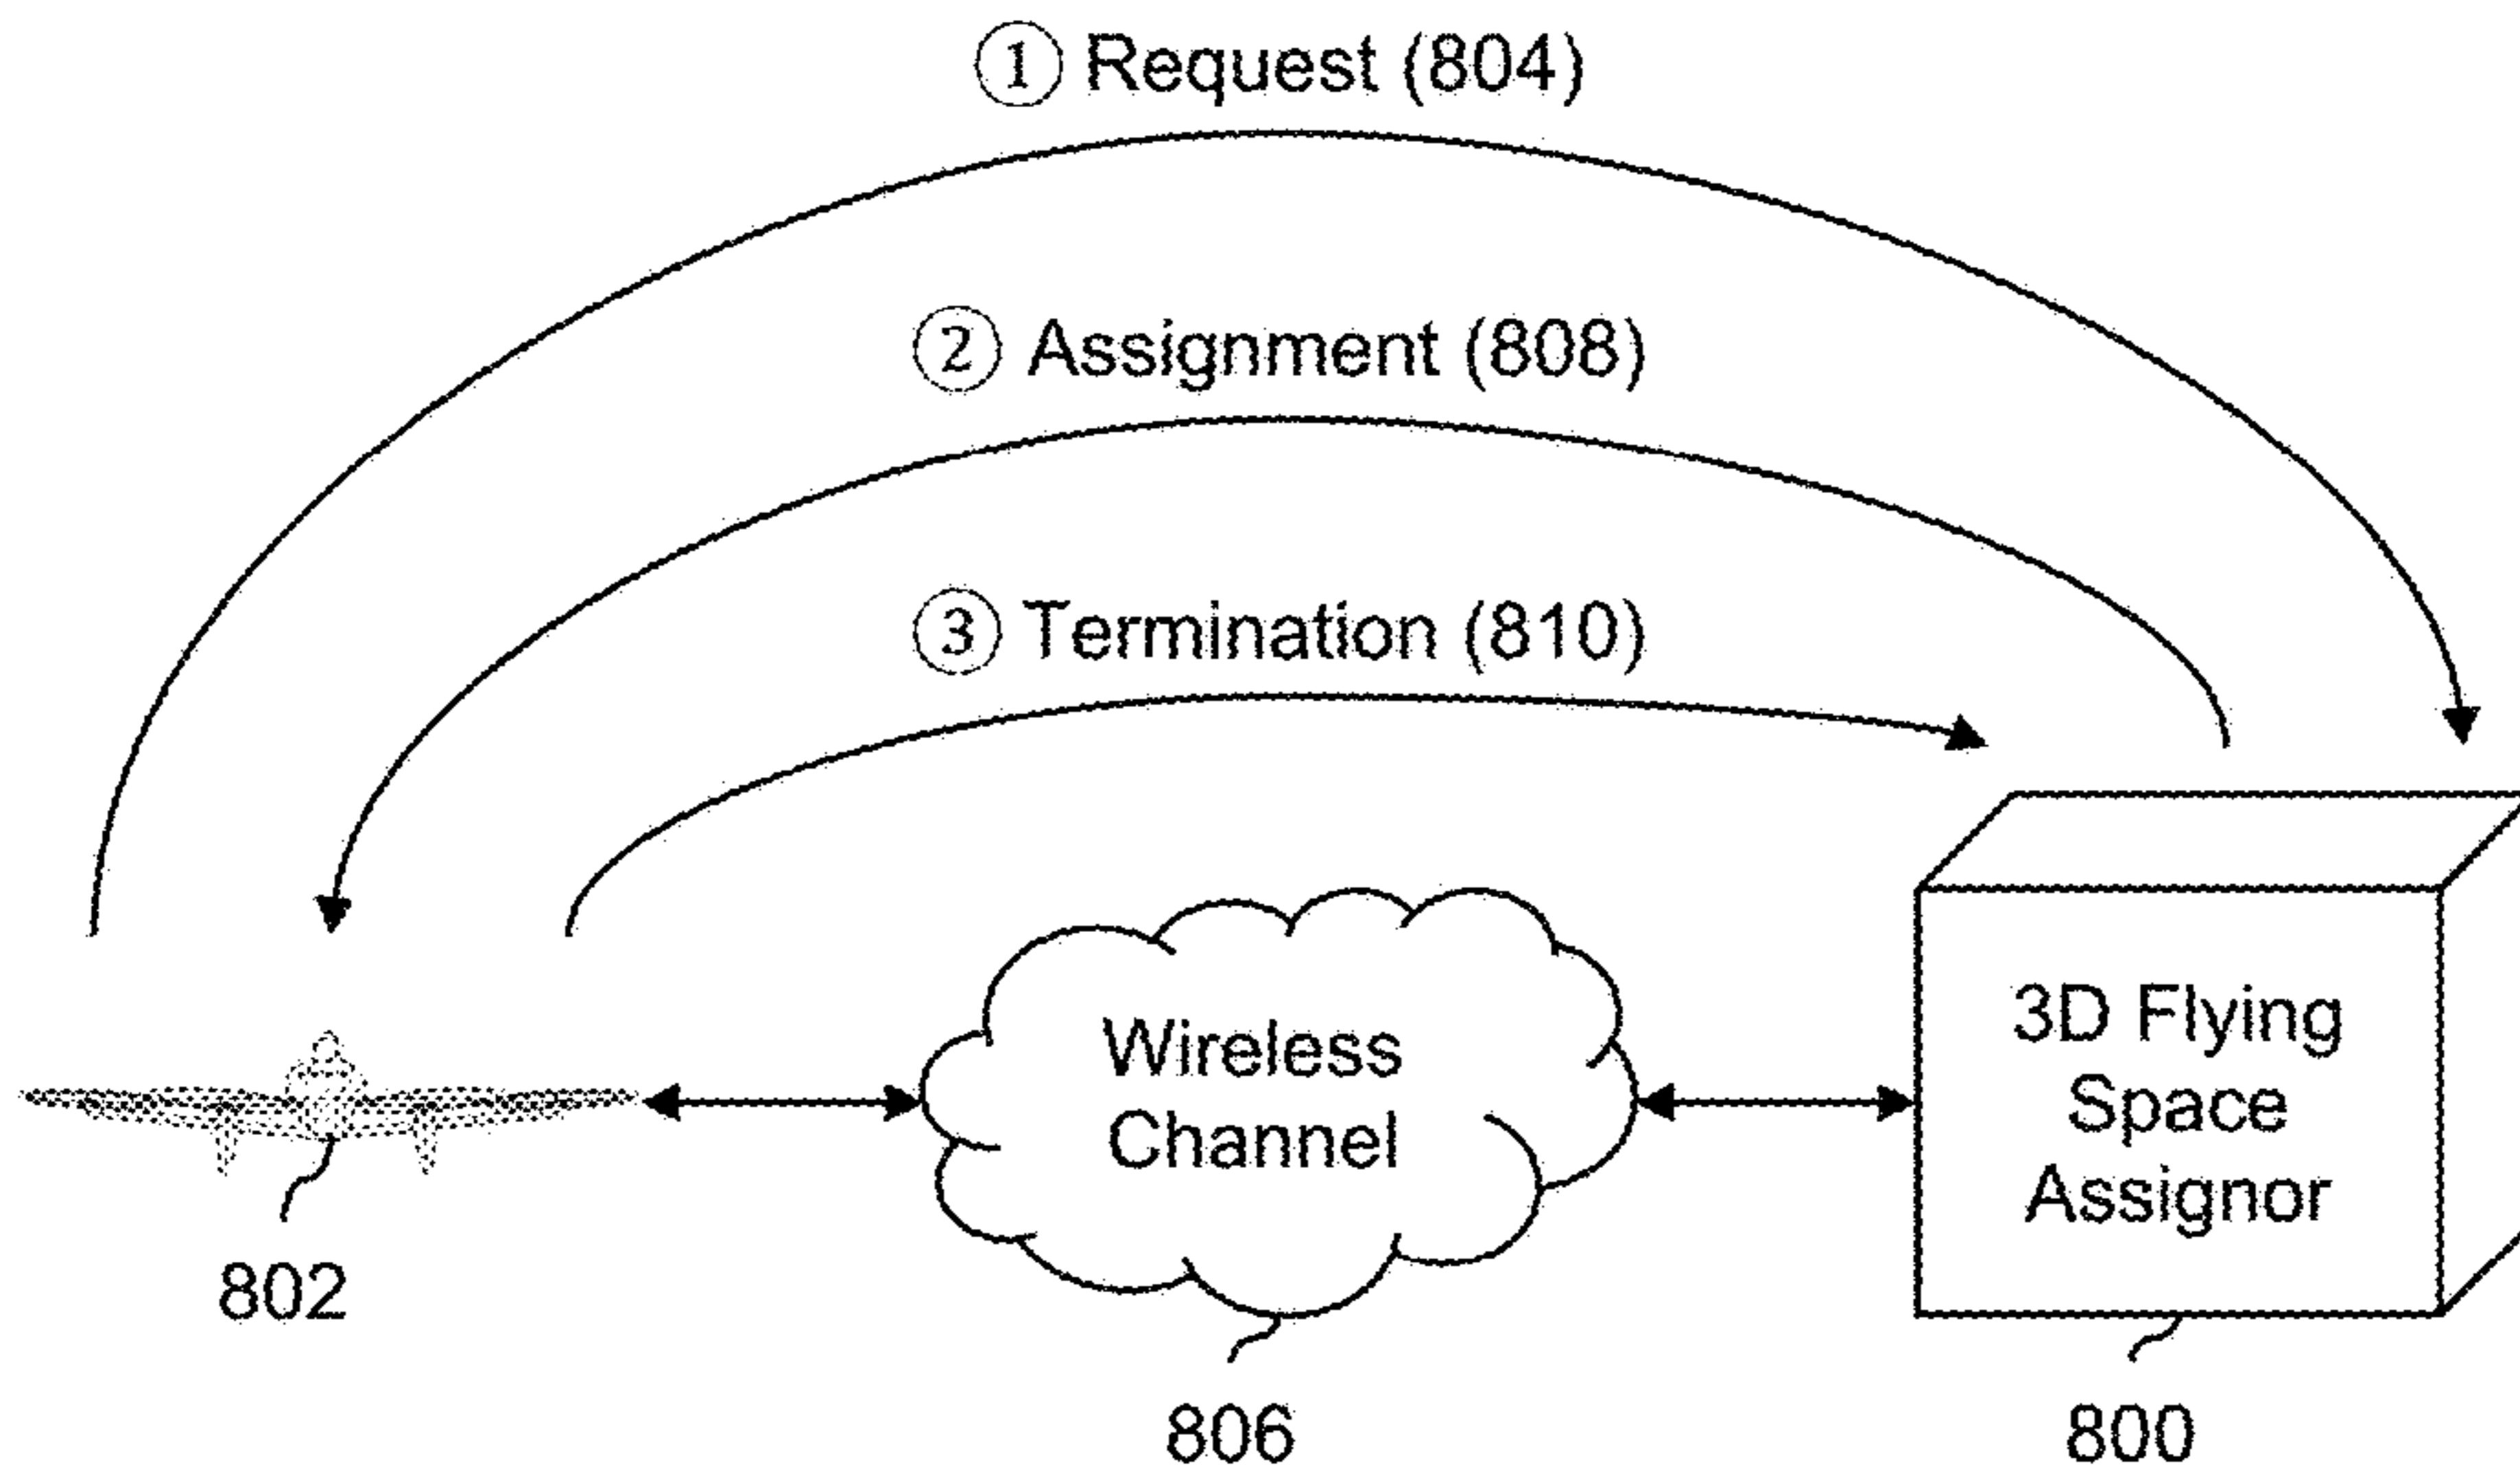 ① Request (804)
② Assignment (808)
③ Termination (810)
Wireless
Channel
3D Flying
Space
Assignor
802
806
800